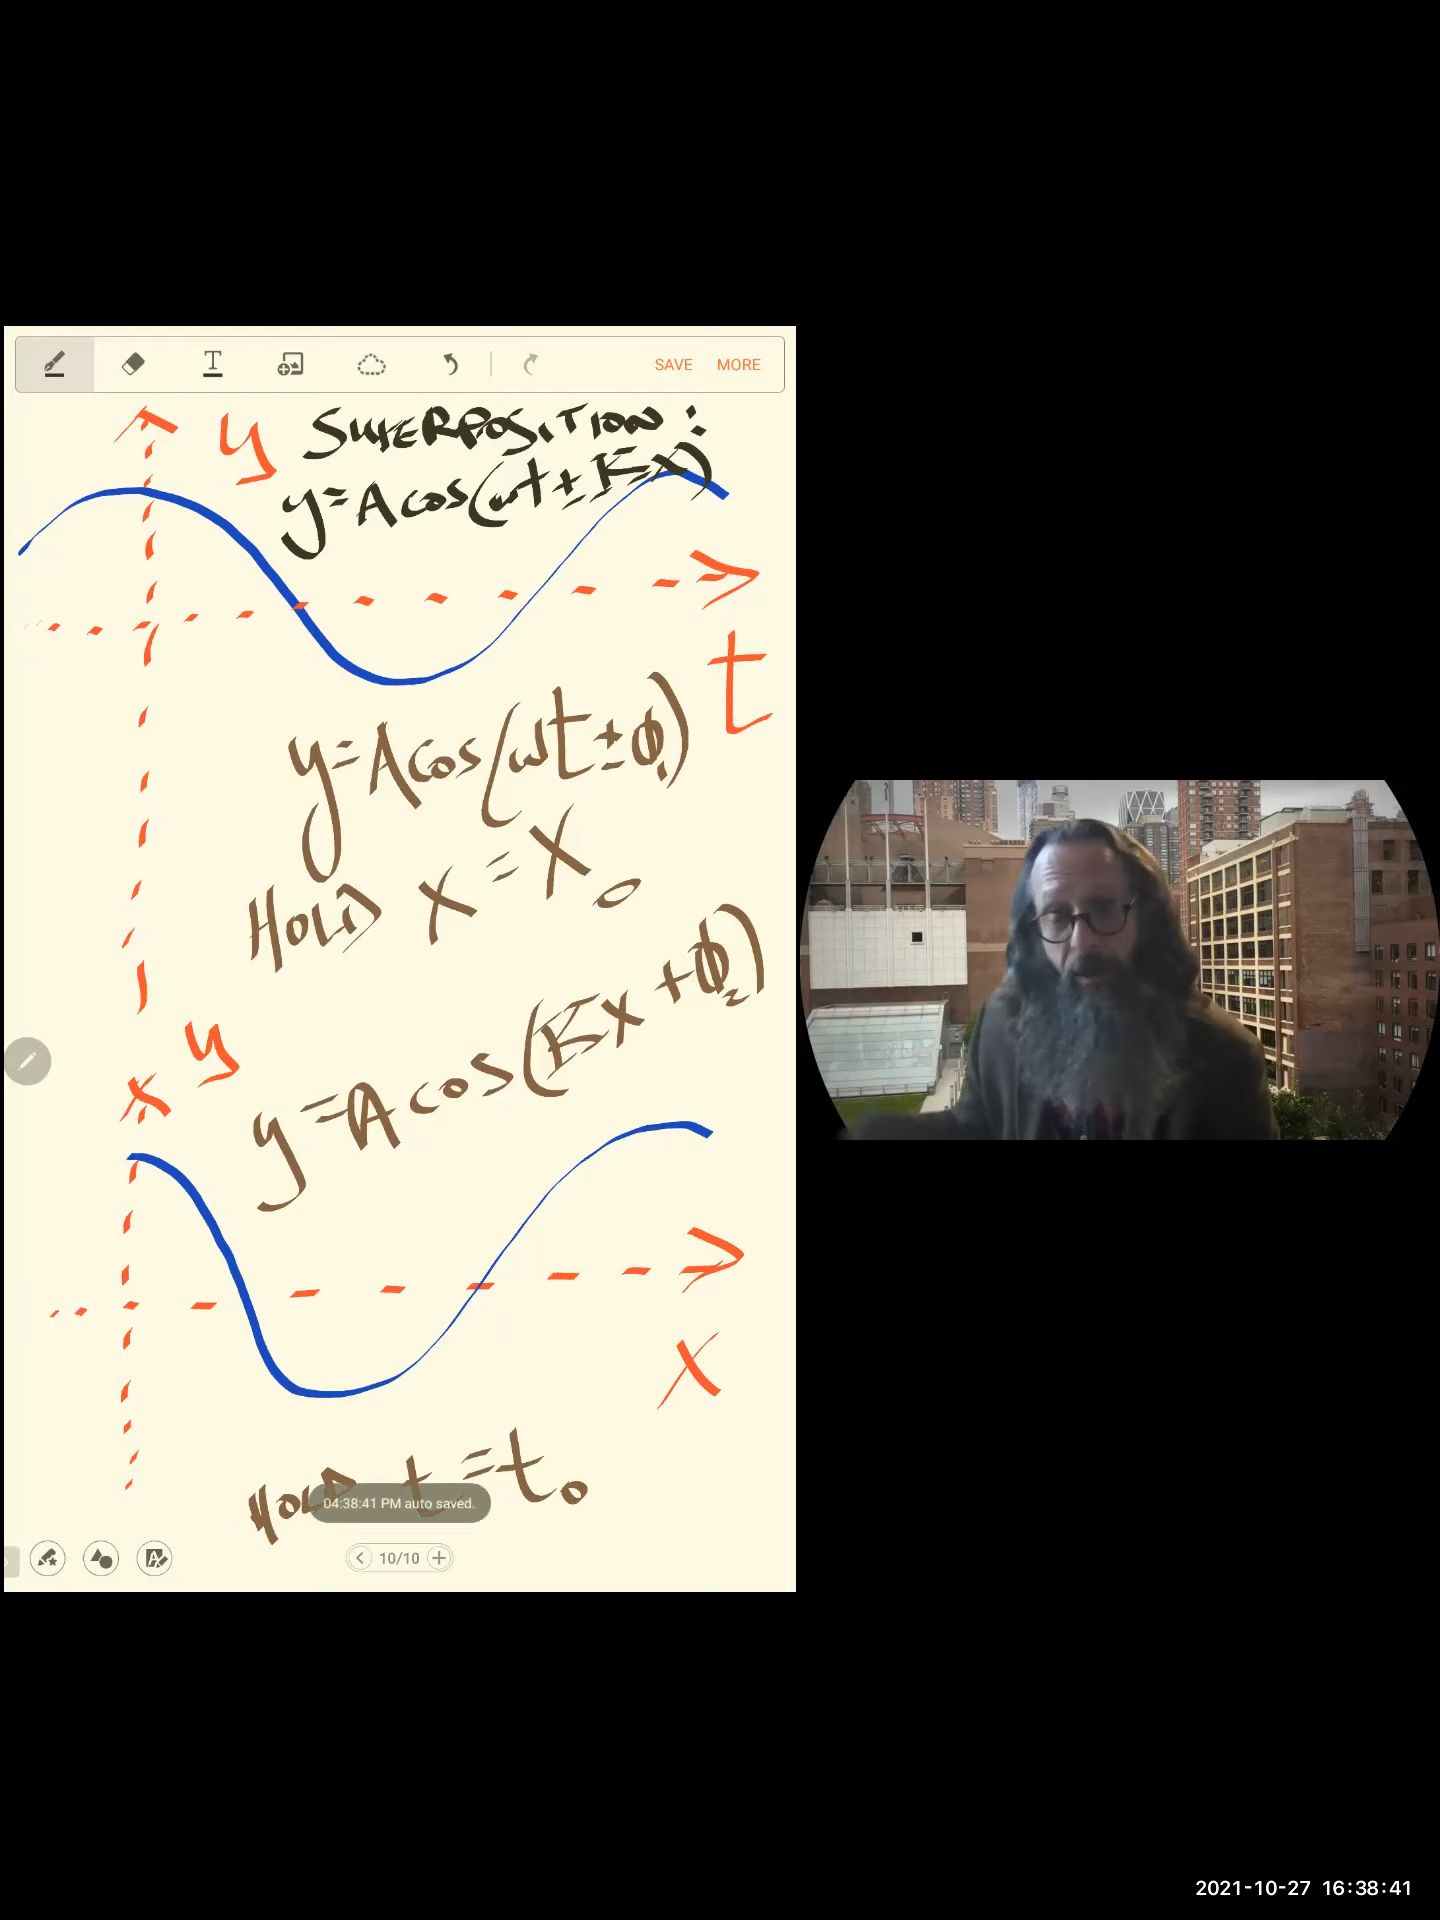 SAVE MORE
y SUPERPOSITION:
y=Acos(ωt±Kx)
t
y=Acos(ωt±ϕ₁)
HOLD x=x₀
y
y=Acos(Kx+ϕ₂)
x
HOLD t=t₀
04:38:41 PM auto saved.
10/10
2021-10-27 16:38:41